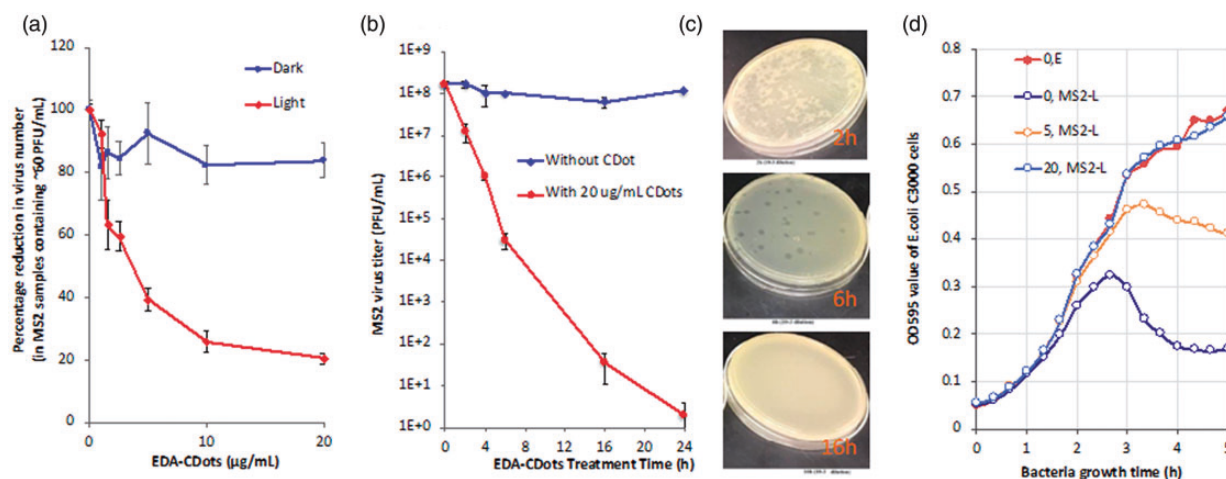 (a)
Percentage reduction in virus number
(in MS2 samples containing ~60 PFU/mL)
120
100
80
60
40
20
0
Dark
Light
0
10
20
EDA-CDots (µg/mL)
(b)
MS2 virus titer (PFU/mL)
1E+9
1E+8
1E+7
1E+6
1E+5
1E+4
1E+3
1E+2
1E+1
1E+0
Without CDot
With 20 ug/mL CDots
0
4
8
12
16
20
24
EDA-CDots Treatment Time (h)
(c)
2h
6h
16h
(d)
OD595 value of E.coli C3000 cells
0.7
0.6
0.5
0.4
0.3
0.2
0.1
0
0,E
0, MS2-L
5, MS2-L
20, MS2-L
0
1
2
3
4
5
Bacteria growth time (h)